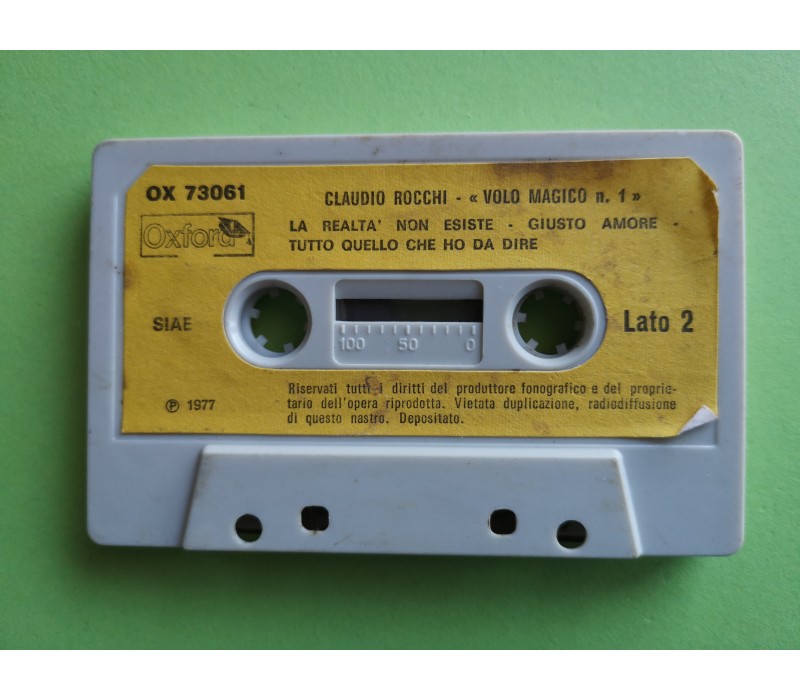 OX 73061
CLAUDIO ROCCHI - « VOLO MAGICO n. 1 »
Oxford
LA REALTA' NON ESISTE - GIUSTO AMORE -
TUTTO QUELLO CHE HO DA DIRE
SIAE
Lato 2
100 50 0
℗ 1977
Riservati tutti i diritti del produttore fonografico e del proprie-
tario dell'opera riprodotta. Vietata duplicazione, radiodiffusione
di questo nastro. Depositato.